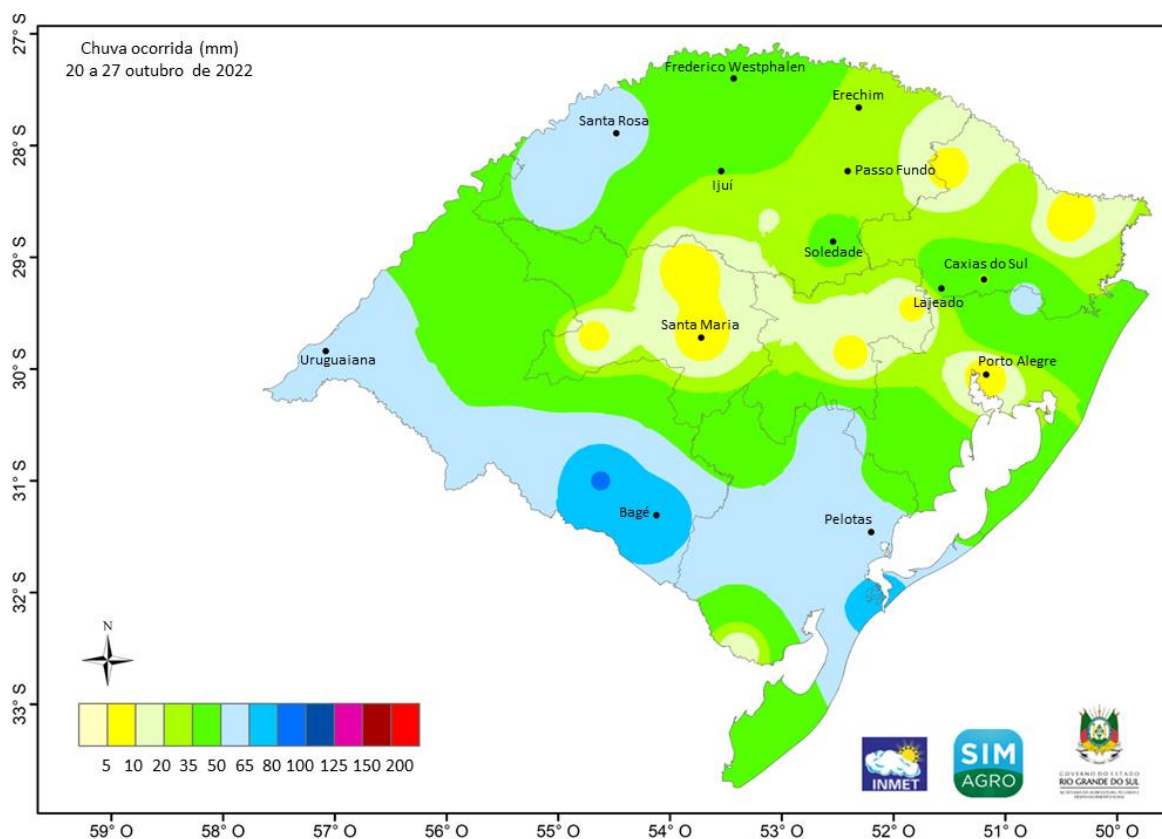 Chuva ocorrida (mm)
20 a 27 outubro de 2022
27° S
28° S
29° S
30° S
31° S
32° S
33° S
Frederico Westphalen
Erechim
Santa Rosa
Ijuí
Passo Fundo
Soledade
Caxias do Sul
Lajeado
Santa Maria
Uruguaiana
Porto Alegre
Bagé
Pelotas
N
5 10 20 35 50 65 80 100 125 150 200
INMET
SIM
AGRO
GOVERNO DO ESTADO
RIO GRANDE DO SUL
59° O 58° O 57° O 56° O 55° O 54° O 53° O 52° O 51° O 50° O